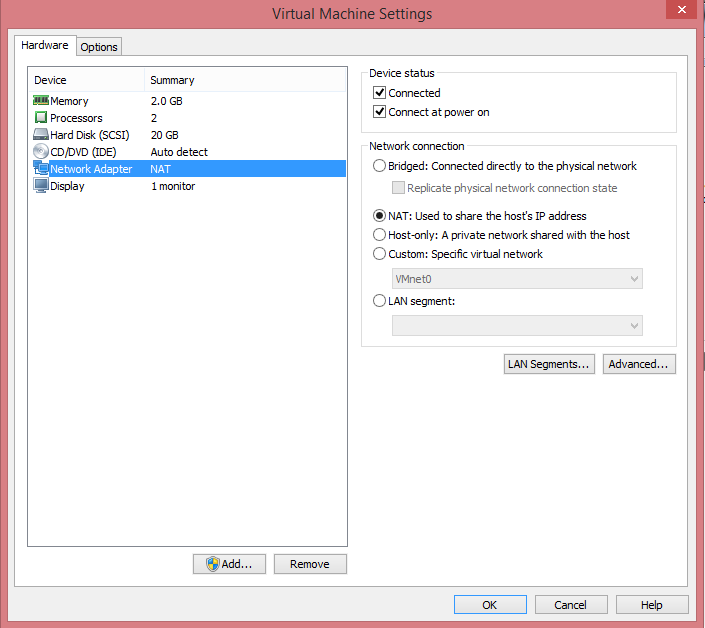 Virtual Machine Settings
Hardware
Options
Device Summary
Memory 2.0 GB
Processors 2
Hard Disk (SCSI) 20 GB
CD/DVD (IDE) Auto detect
Network Adapter NAT
Display 1 monitor
Add...
Remove
Device status
Connected
Connect at power on
Network connection
Bridged: Connected directly to the physical network
Replicate physical network connection state
NAT: Used to share the host's IP address
Host-only: A private network shared with the host
Custom: Specific virtual network
VMnet0
LAN segment:
LAN Segments...
Advanced...
OK
Cancel
Help